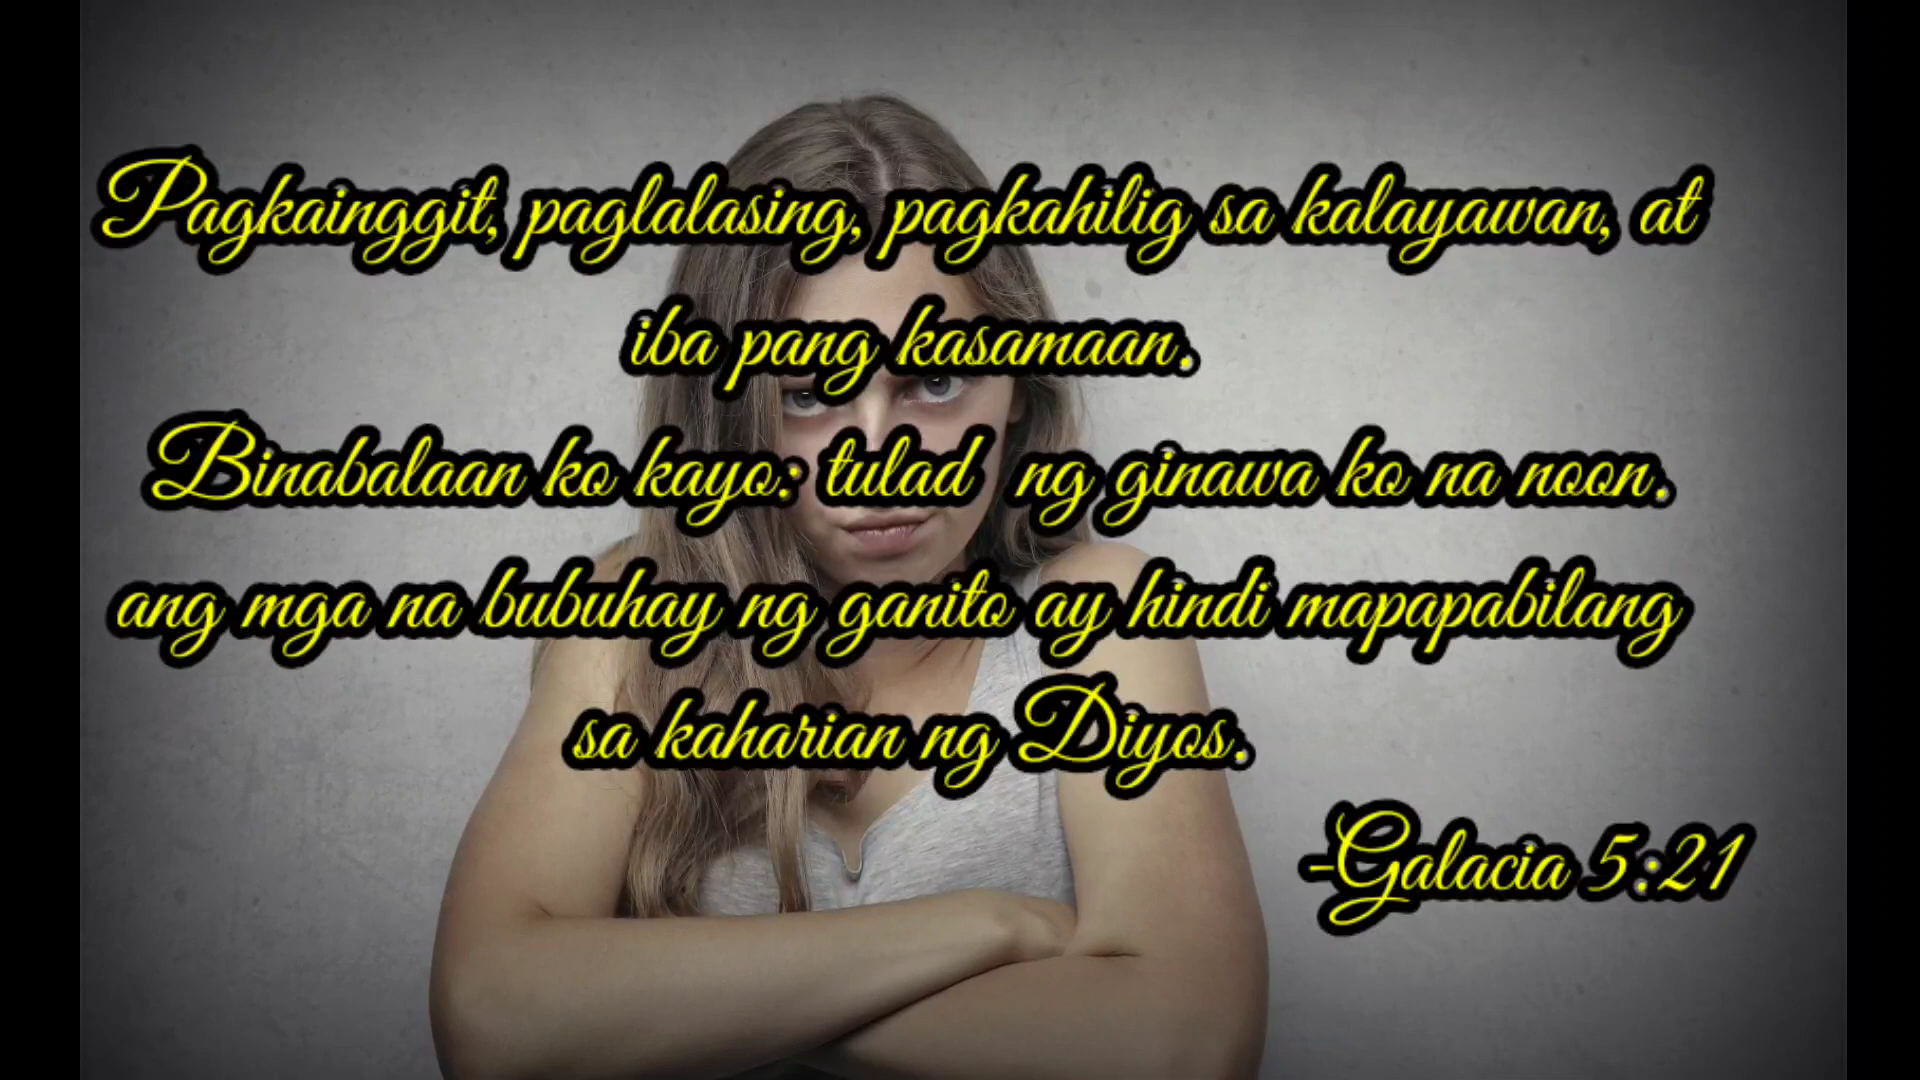 Pagkainggit, paglalasing, pagkahilig sa kalayawan, at
iba pang kasamaan.
Binabalaan ko kayo: tulad ng ginawa ko na noon.
ang mga na bubuhay ng ganito ay hindi mapapabilang
sa kaharian ng Diyos.
-Galacia 5:21